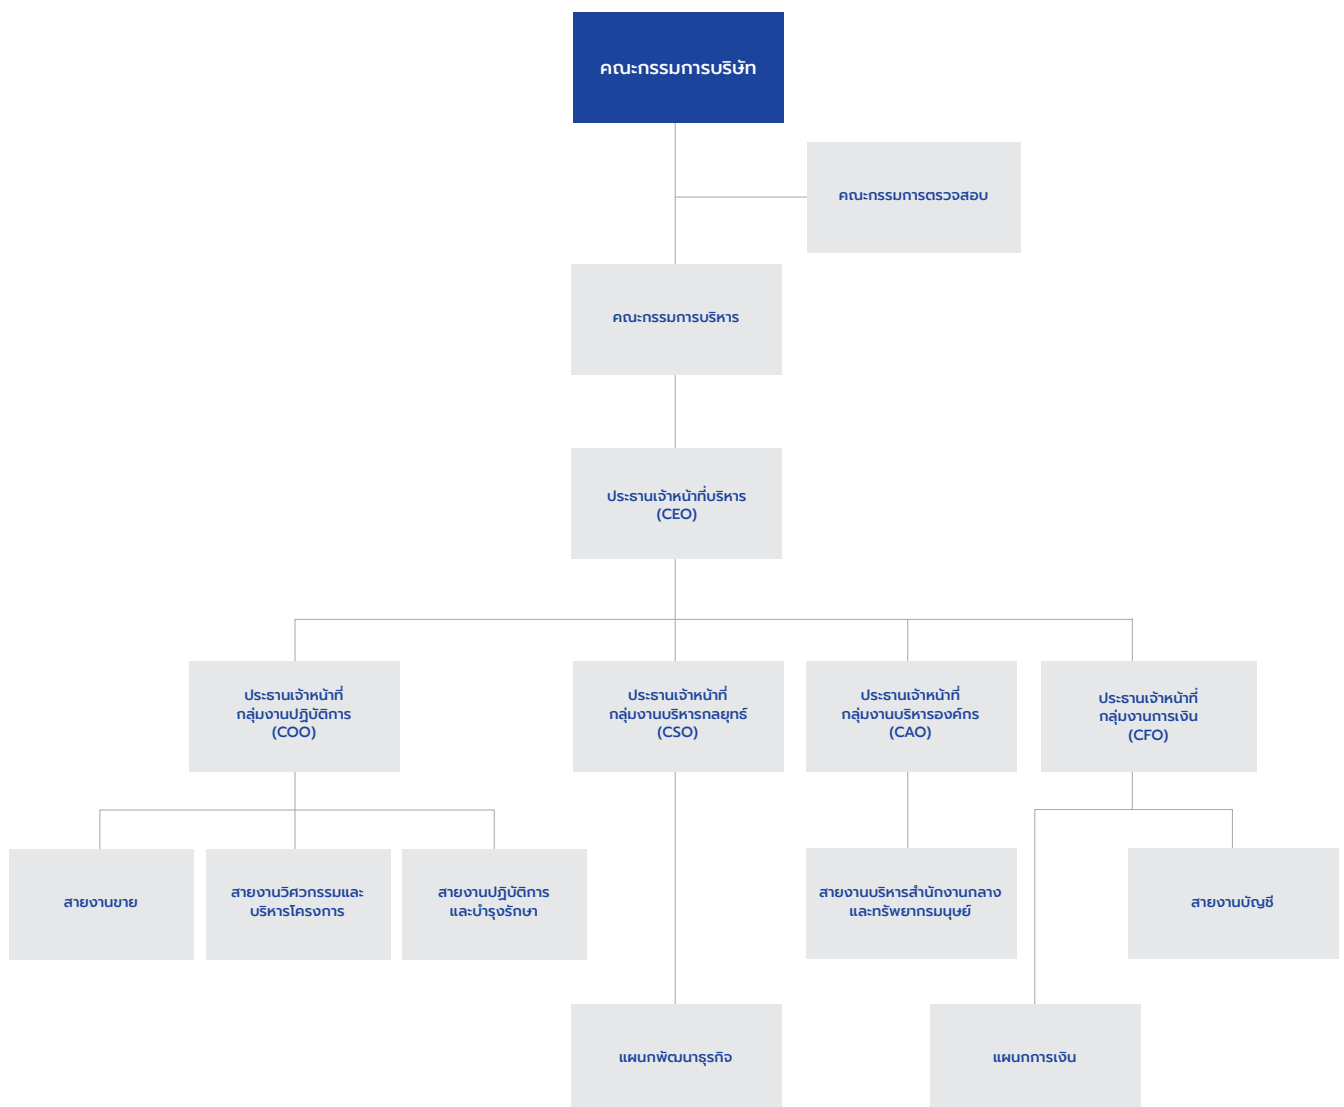 คณะกรรมการบริษัท
คณะกรรมการตรวจสอบ
คณะกรรมการบริหาร
ประธานเจ้าหน้าที่บริหาร
(CEO)
ประธานเจ้าหน้าที่
กลุ่มงานปฏิบัติการ
(COO)
ประธานเจ้าหน้าที่
กลุ่มงานบริหารกลยุทธ์
(CSO)
ประธานเจ้าหน้าที่
กลุ่มงานบริหารองค์กร
(CAO)
ประธานเจ้าหน้าที่
กลุ่มงานการเงิน
(CFO)
สายงานขาย
สายงานวิศวกรรมและ
บริหารโครงการ
สายงานปฏิบัติการ
และบำรุงรักษา
สายงานบริหารสำนักงานกลาง
และทรัพยากรมนุษย์
สายงานบัญชี
แผนกพัฒนาธุรกิจ
แผนกการเงิน